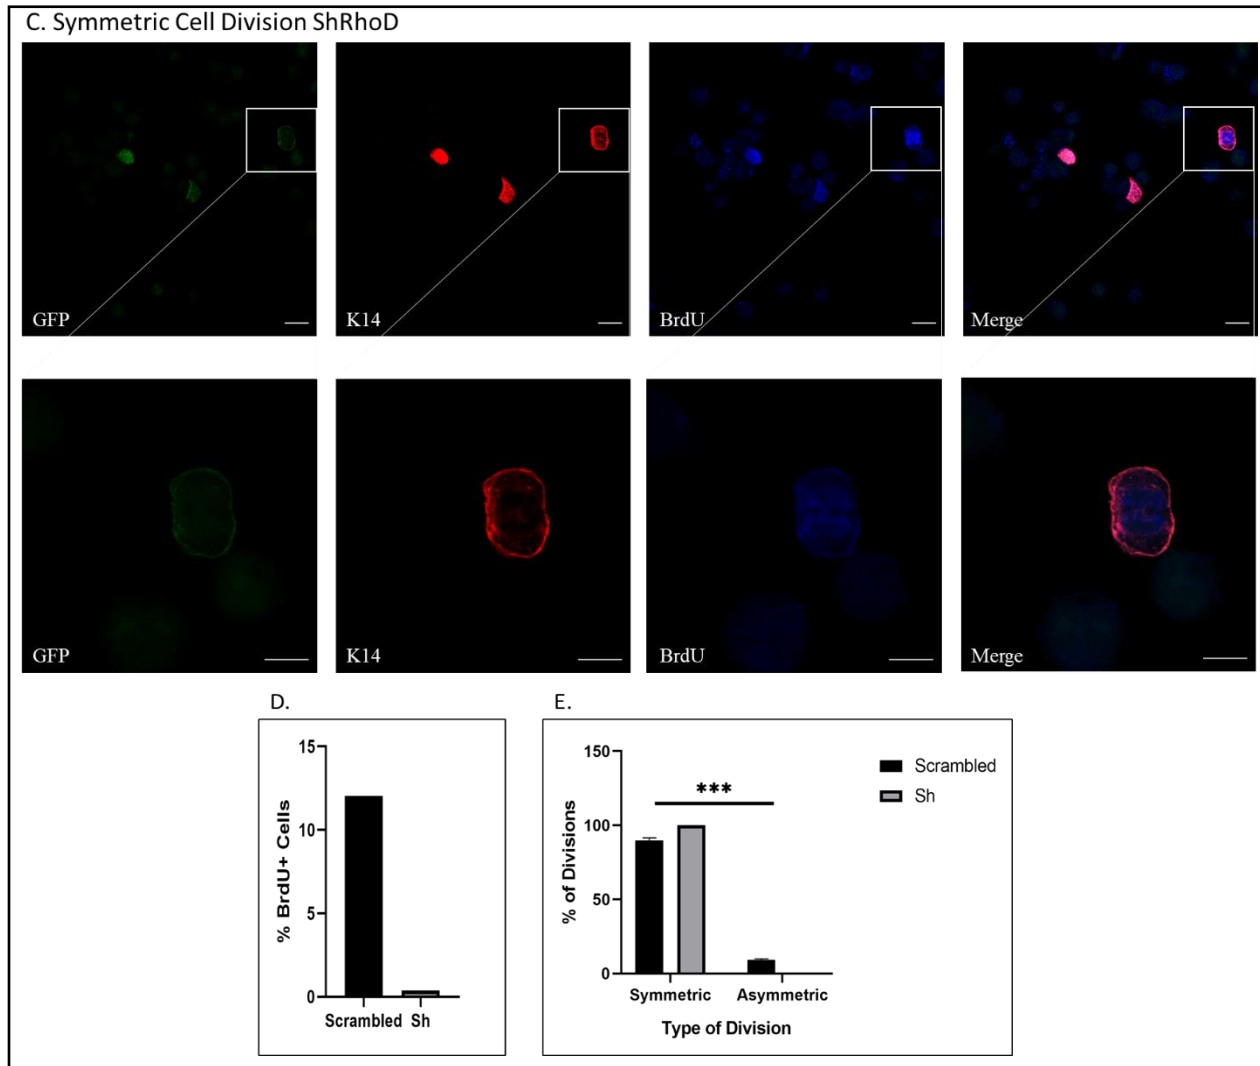 C. Symmetric Cell Division ShRhoD
GFP
K14
BrdU
Merge
GFP
K14
BrdU
Merge
D.
15
10
5
0
% BrdU+ Cells
Scrambled Sh
E.
150
100
50
0
% of Divisions
***
Scrambled
Sh
Symmetric Asymmetric
Type of Division